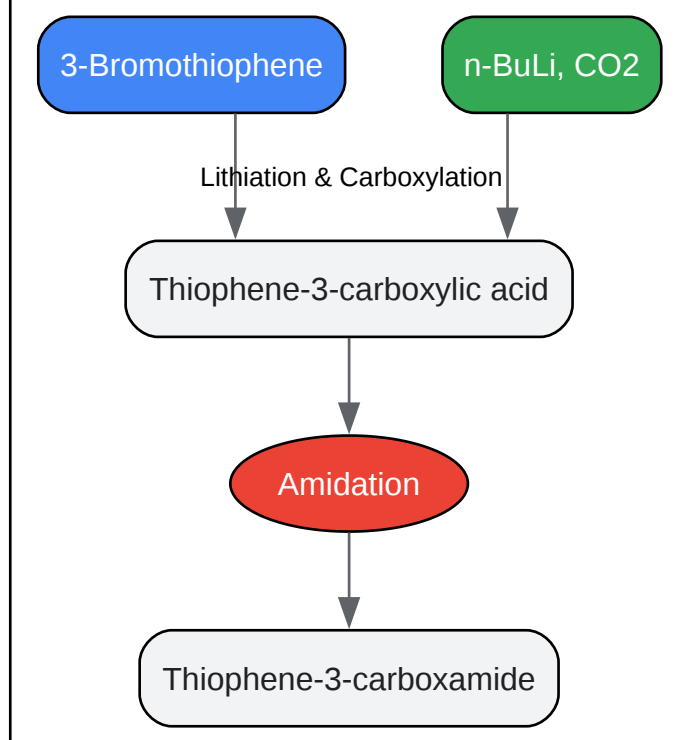 3-Bromothiophene
n-BuLi, CO2
Lithiation & Carboxylation
Thiophene-3-carboxylic acid
Amidation
Thiophene-3-carboxamide